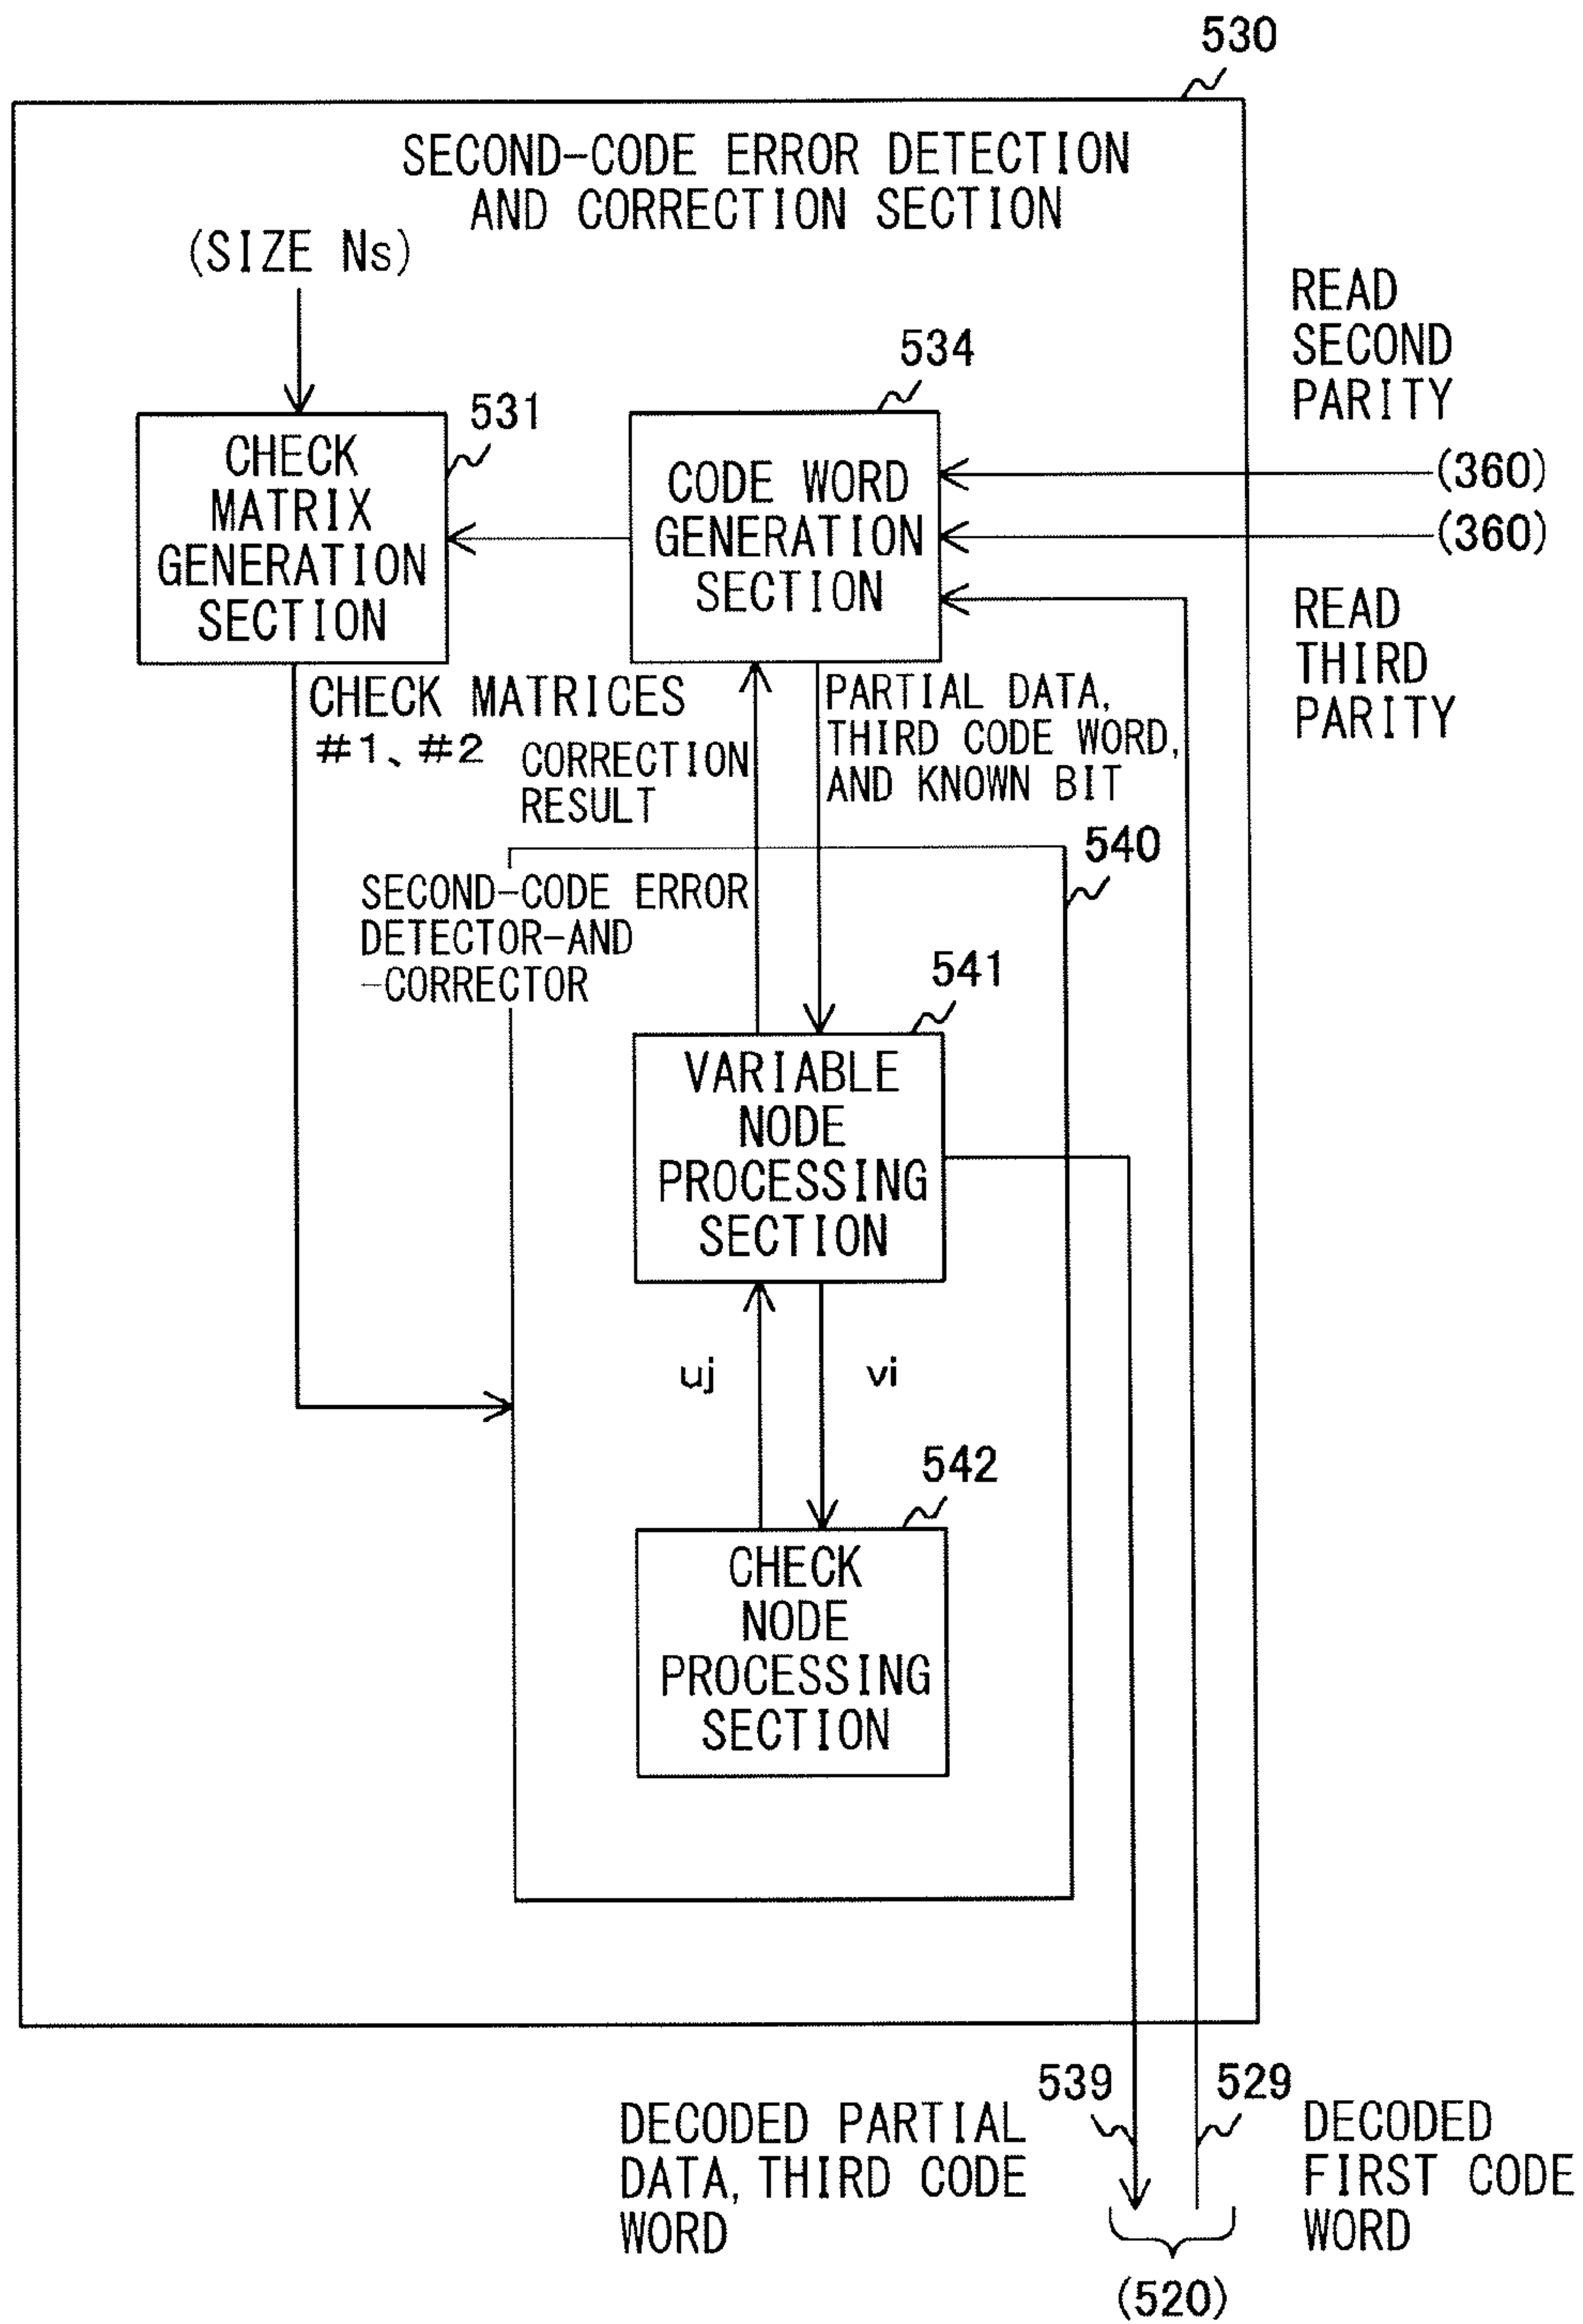 530
SECOND-CODE ERROR DETECTION
AND CORRECTION SECTION
(SIZE Ns)
READ
SECOND
PARITY
534
531
CHECK
MATRIX
GENERATION
SECTION
CODE WORD
GENERATION
SECTION
(360)
(360)
READ
THIRD
PARITY
CHECK MATRICES
#1、#2
CORRECTION
RESULT
PARTIAL DATA,
THIRD CODE WORD,
AND KNOWN BIT
540
SECOND-CODE ERROR
DETECTOR-AND
-CORRECTOR
541
VARIABLE
NODE
PROCESSING
SECTION
uj
vi
542
CHECK
NODE
PROCESSING
SECTION
539
529
DECODED PARTIAL
DATA, THIRD CODE
WORD
DECODED
FIRST CODE
WORD
(520)